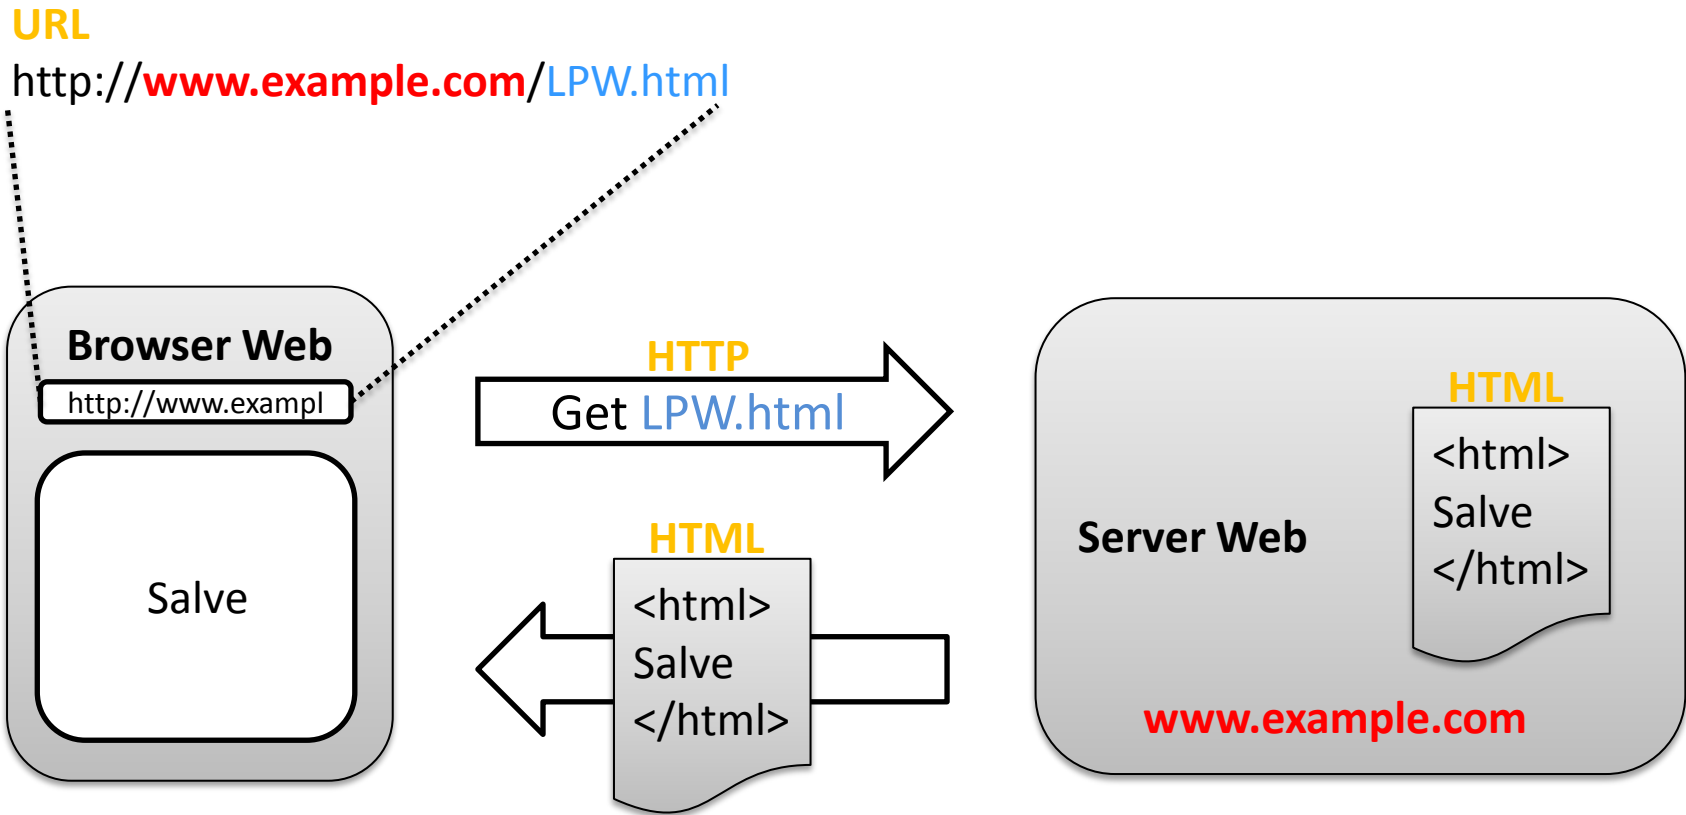 URL
http://www.example.com/LPW.html
Browser Web
http://www.exampl
Salve
HTTP
Get LPW.html
HTML
<html>
Salve
</html>
Server Web
HTML
<html>
Salve
</html>
www.example.com